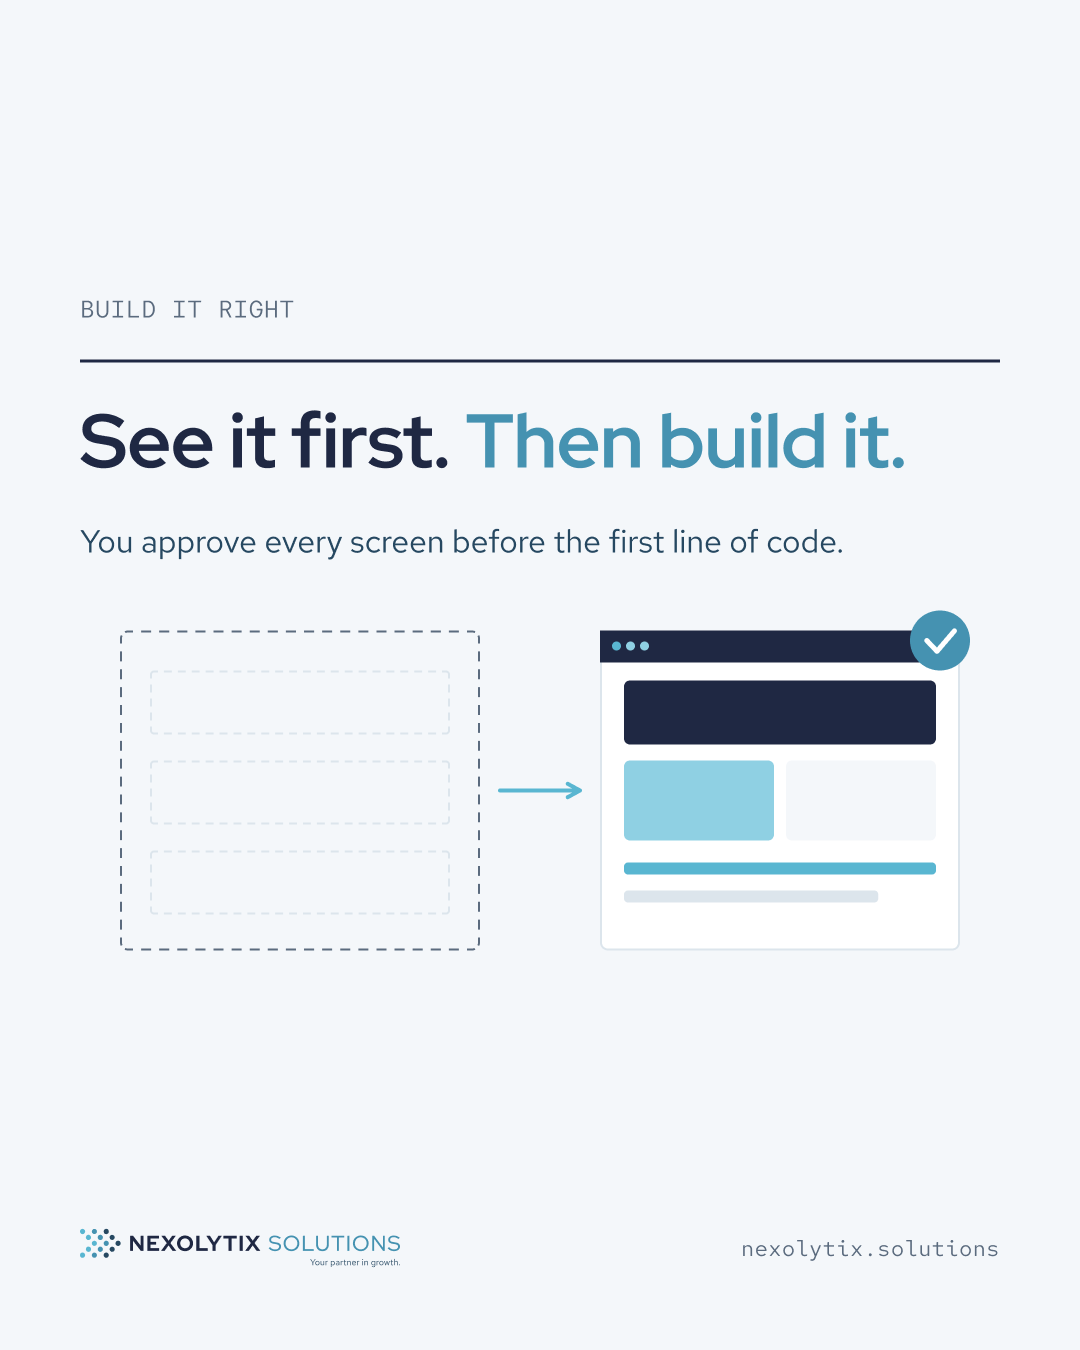 BUILD IT RIGHT
See it first. Then build it.
You approve every screen before the first line of code.
NEXOLYTIX SOLUTIONS
Your partner in growth.
nexolytix.solutions